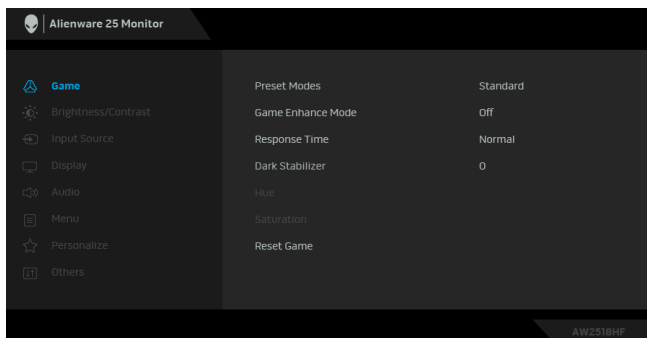 Alienware 25 Monitor
Game Preset Modes Standard
Brightness/Contrast Game Enhance Mode Off
Input Source Response Time Normal
Display Dark Stabilizer 0
Audio Hue
Menu Saturation
Personalize Reset Game
Others
AW2518HF